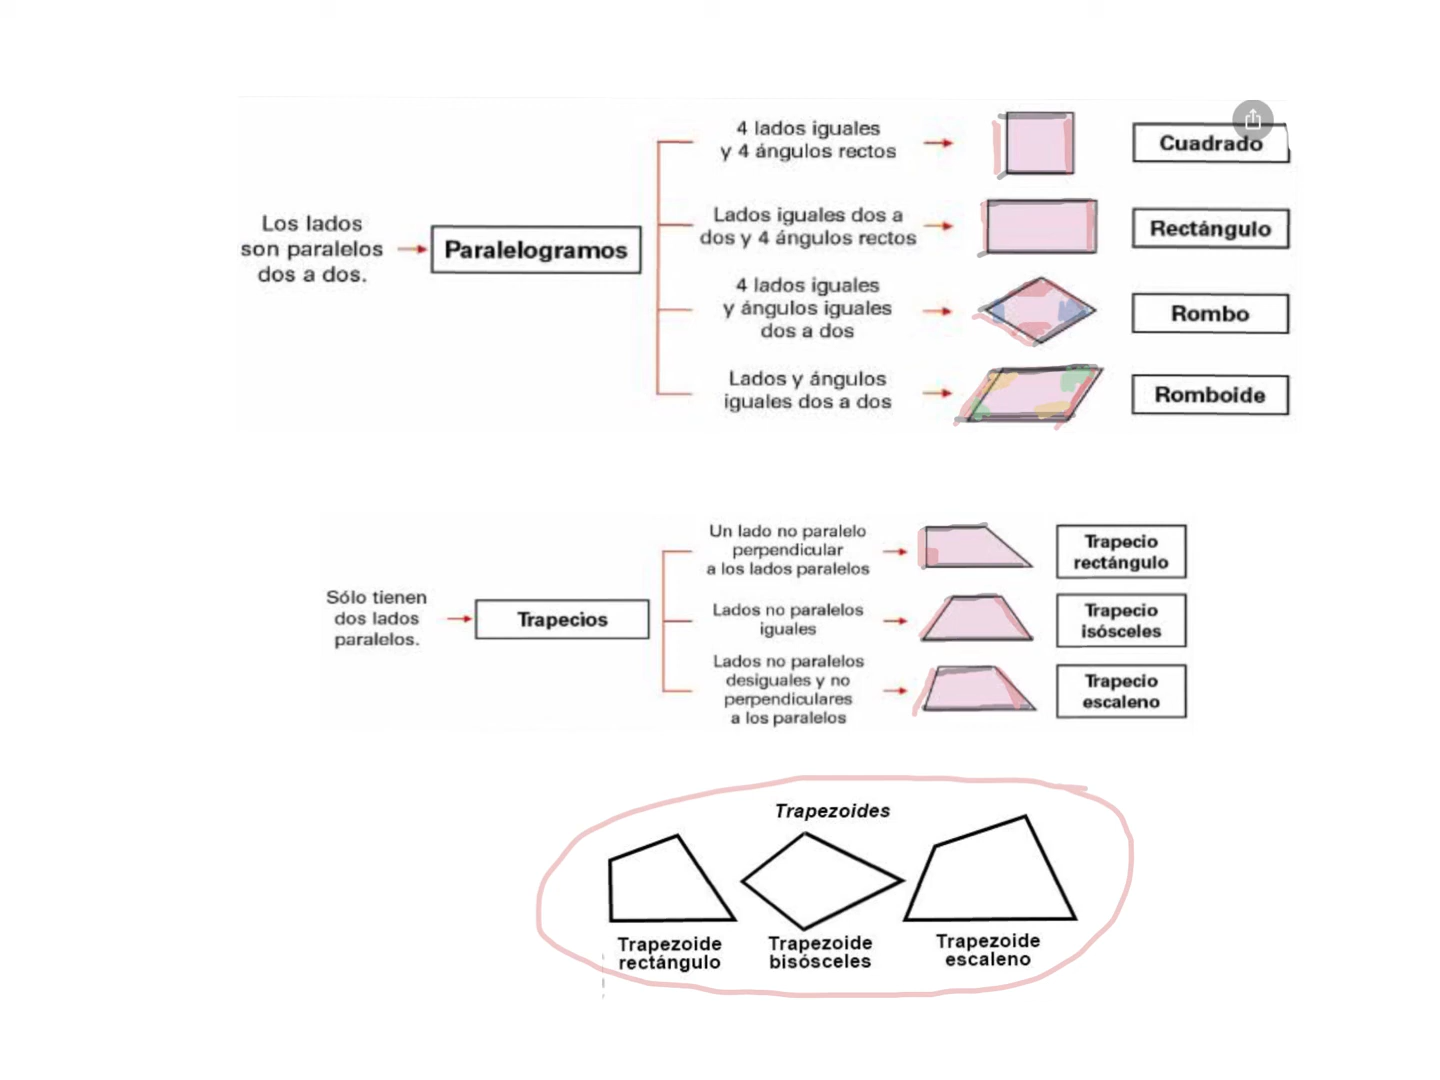 Los lados
son paralelos
dos a dos.
Paralelogramos
4 lados iguales
y 4 ángulos rectos
Cuadrado
Lados iguales dos a
dos y 4 ángulos rectos
Rectángulo
4 lados iguales
y ángulos iguales
dos a dos
Rombo
Lados y ángulos
iguales dos a dos
Romboide
Sólo tienen
dos lados
paralelos.
Trapecios
Un lado no paralelo
perpendicular
a los lados paralelos
Trapecio
rectángulo
Lados no paralelos
iguales
Trapecio
isósceles
Lados no paralelos
desiguales y no
perpendiculares
a los paralelos
Trapecio
escaleno
Trapezoides
Trapezoide
rectángulo
Trapezoide
bisósceles
Trapezoide
escaleno